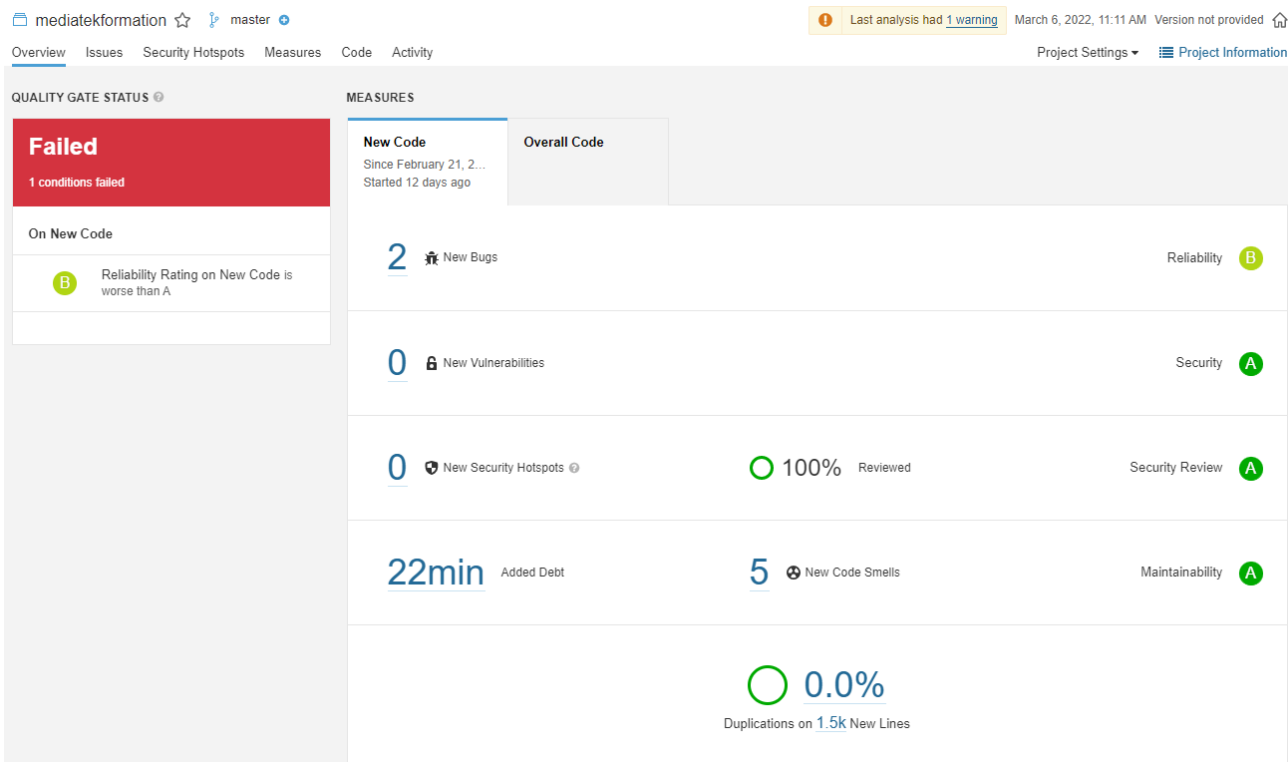 mediatekformation master Last analysis had 1 warning March 6, 2022, 11:11 AM Version not provided
Overview Issues Security Hotspots Measures Code Activity Project Settings Project Information
QUALITY GATE STATUS ?
Failed
1 conditions failed
On New Code
B Reliability Rating on New Code is
worse than A
MEASURES
New Code
Since February 21, 2...
Started 12 days ago
Overall Code
2 New Bugs Reliability B
0 New Vulnerabilities Security A
0 New Security Hotspots ? 100% Reviewed Security Review A
22min Added Debt 5 New Code Smells Maintainability A
0.0%
Duplications on 1.5k New Lines